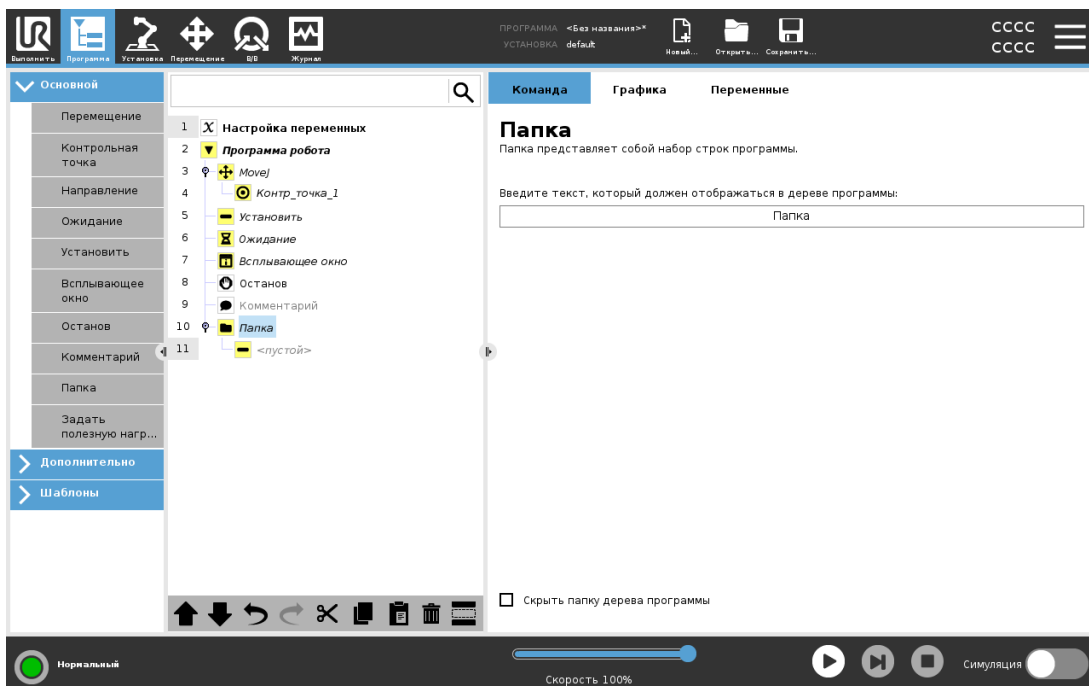 UR
Выполнить
Программа
Установка
Перемещение
В/В
Журнал
ПРОГРАММА <Без названия>*
УСТАНОВКА default
Новый...
Открыть...
Сохранить...
CCCC
CCCC
Основной
Перемещение
Контрольная
точка
Направление
Ожидание
Установить
Всплывающее
окно
Останов
Комментарий
Папка
Задать
полезную нагр...
Дополнительно
Шаблоны
1 X Настройка переменных
2 Программа робота
3 MoveJ
4 Контр_точка_1
5 Установить
6 Ожидание
7 Всплывающее окно
8 Останов
9 Комментарий
10 Папка
11 <пустой>
Команда Графика Переменные
Папка
Папка представляет собой набор строк программы.
Введите текст, который должен отображаться в дереве программы:
Папка
Скрыть папку дерева программы
Нормальный
Скорость 100%
Симуляция